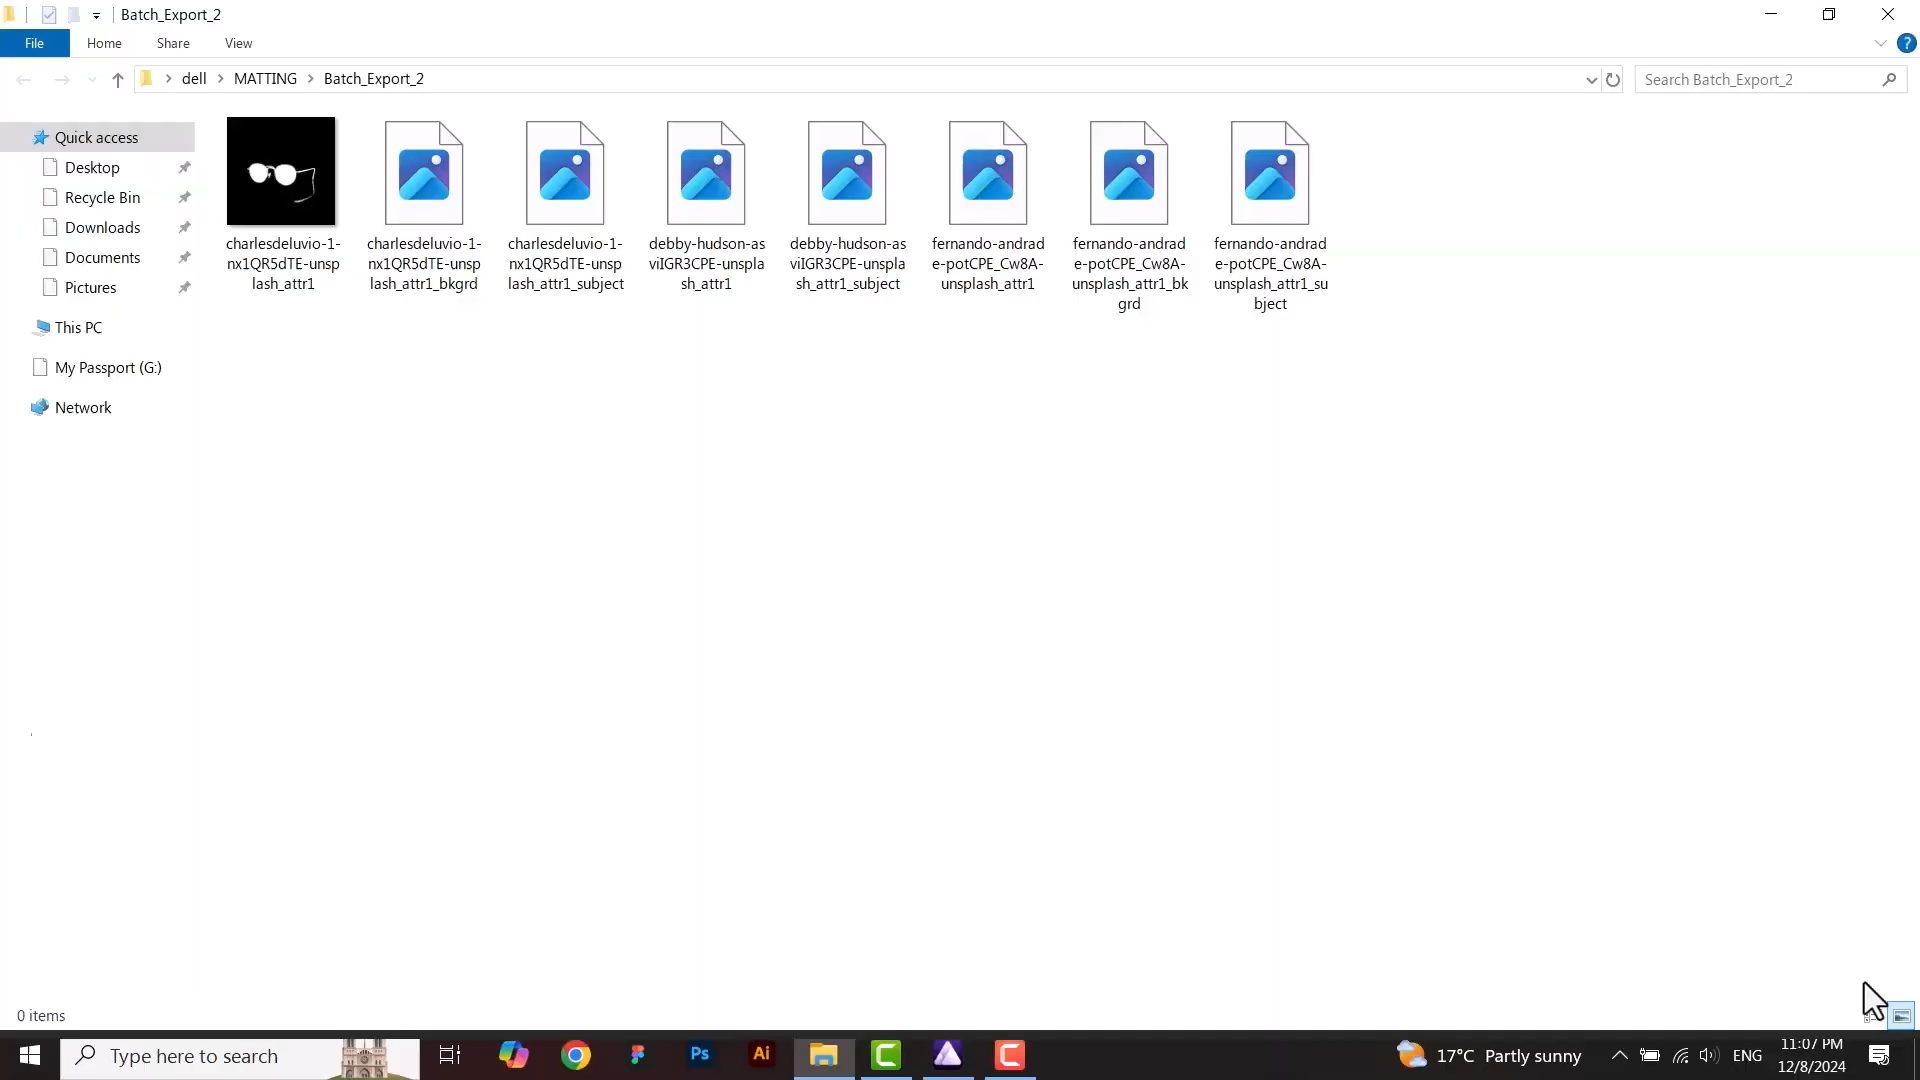 Batch_Export_2
File Home Share View
dell MATTING Batch_Export_2
Search Batch_Export_2
Quick access
Desktop
Recycle Bin
Downloads
Documents
Pictures
This PC
My Passport (G:)
Network
charlesdeluvio-1-
nx1QR5dTE-unsp
lash_attr1
charlesdeluvio-1-
nx1QR5dTE-unsp
lash_attr1_bkgrd
charlesdeluvio-1-
nx1QR5dTE-unsp
lash_attr1_subject
debby-hudson-as
viIGR3CPE-unspla
sh_attr1
debby-hudson-as
viIGR3CPE-unspla
sh_attr1_subject
fernando-andrad
e-potCPE_Cw8A-
unsplash_attr1
fernando-andrad
e-potCPE_Cw8A-
unsplash_attr1_bk
grd
fernando-andrad
e-potCPE_Cw8A-
unsplash_attr1_su
bject
0 items
Type here to search
Ps
Ai
17°C Partly sunny
ENG
11:07 PM
12/8/2024